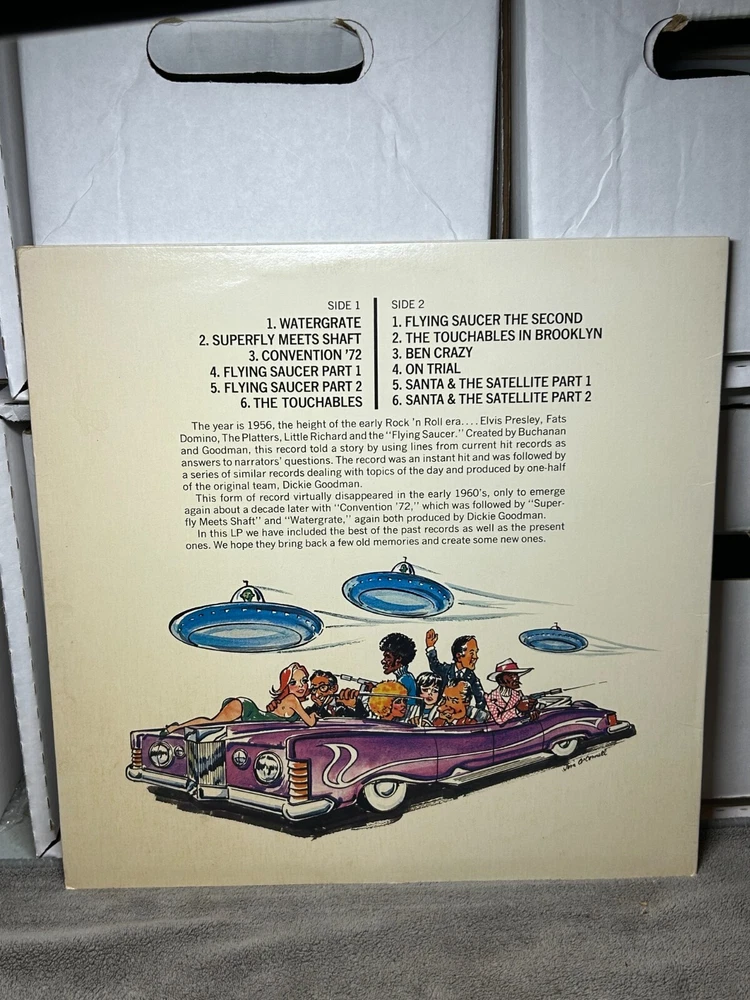 SIDE 1
1. WATERGRATE
2. SUPERFLY MEETS SHAFT
3. CONVENTION '72
4. FLYING SAUCER PART 1
5. FLYING SAUCER PART 2
6. THE TOUCHABLES
SIDE 2
1. FLYING SAUCER THE SECOND
2. THE TOUCHABLES IN BROOKLYN
3. BEN CRAZY
4. ON TRIAL
5. SANTA & THE SATELLITE PART 1
6. SANTA & THE SATELLITE PART 2
The year is 1956, the height of the early Rock 'n Roll era....Elvis Presley, Fats
Domino, The Platters, Little Richard and the "Flying Saucer." Created by Buchanan
and Goodman, this record told a story by using lines from current hit records as
answers to narrators' questions. The record was an instant hit and was followed by
a series of similar records dealing with topics of the day and produced by one-half
of the original team, Dickie Goodman.
This form of record virtually disappeared in the early 1960's, only to emerge
again about a decade later with "Convention '72," which was followed by "Super-
fly Meets Shaft" and "Watergrate," again both produced by Dickie Goodman.
In this LP we have included the best of the past records as well as the present
ones. We hope they bring back a few old memories and create some new ones.